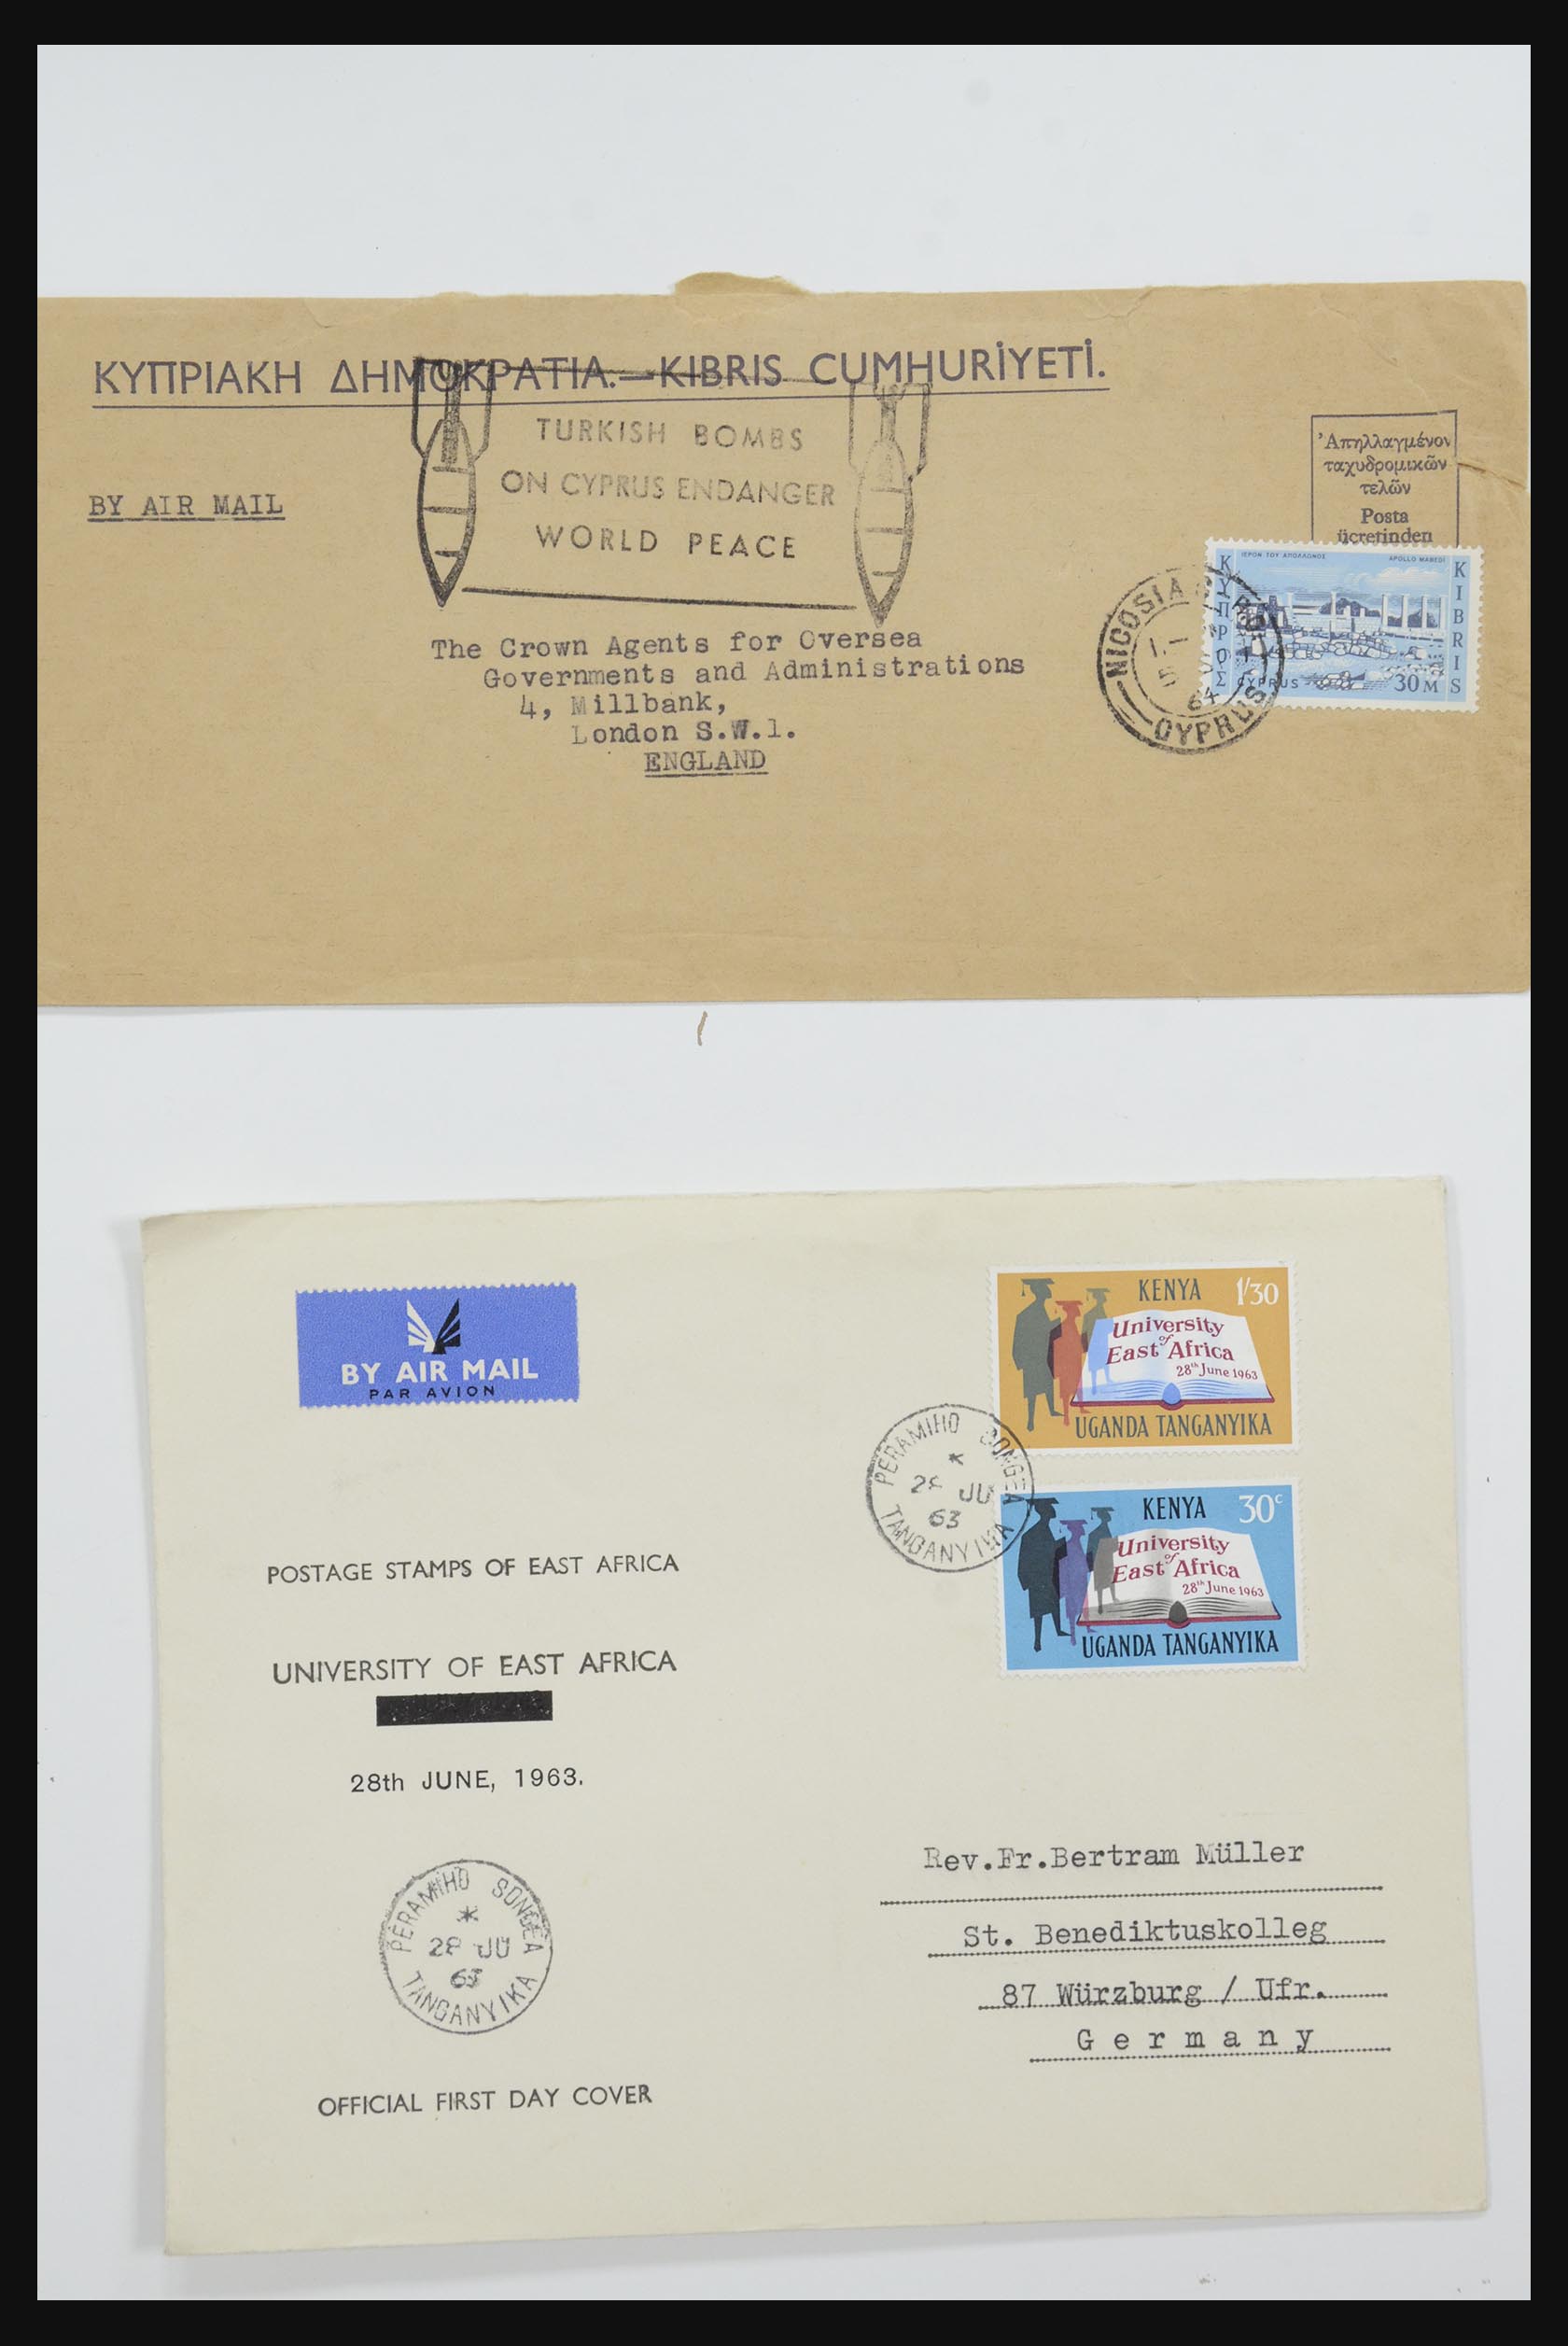 ΚΥΠΡΙΑΚΗ ΔΗΜΟΚΡΑΤΙΑ.—KIBRIS CUMHURİYETİ.
TURKISH BOMBS
ON CYPRUS ENDANGER
WORLD PEACE
BY AIR MAIL
Ἀπηλλαγμένον
ταχυδρομικῶν
τελῶν
Posta
ücretinden
ΙΕΡΟΝ ΤΟΥ ΑΠΟΛΛΩΝΟΣ
APOLLO MABEDİ
ΚΥΠΡΟΣ
KIBRIS
CYPRUS
30 M
NICOSIA
64
CYPRUS
The Crown Agents for Oversea
Governments and Administrations
4, Millbank,
London S.W.1.
ENGLAND
BY AIR MAIL
PAR AVION
KENYA 1/30
University
of
East Africa
28th June 1963
UGANDA TANGANYIKA
PERAMIHO SONGEA
28 JU
63
TANGANYIKA
KENYA 30c
University
of
East Africa
28th June 1963
UGANDA TANGANYIKA
POSTAGE STAMPS OF EAST AFRICA
UNIVERSITY OF EAST AFRICA
28th JUNE, 1963.
PERAMIHO SONGEA
28 JU
63
TANGANYIKA
OFFICIAL FIRST DAY COVER
Rev.Fr.Bertram Müller
St. Benediktuskolleg
87 Würzburg / Ufr.
Germany